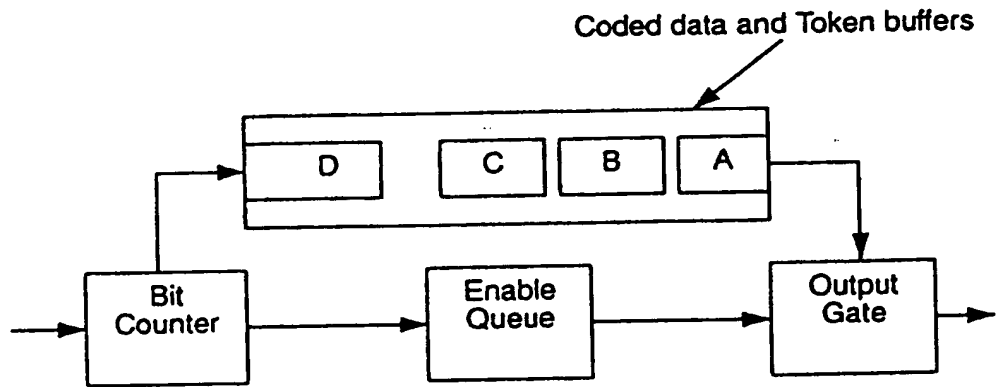 Coded data and Token buffers
D
C
B
A
Bit
Counter
Enable
Queue
Output
Gate